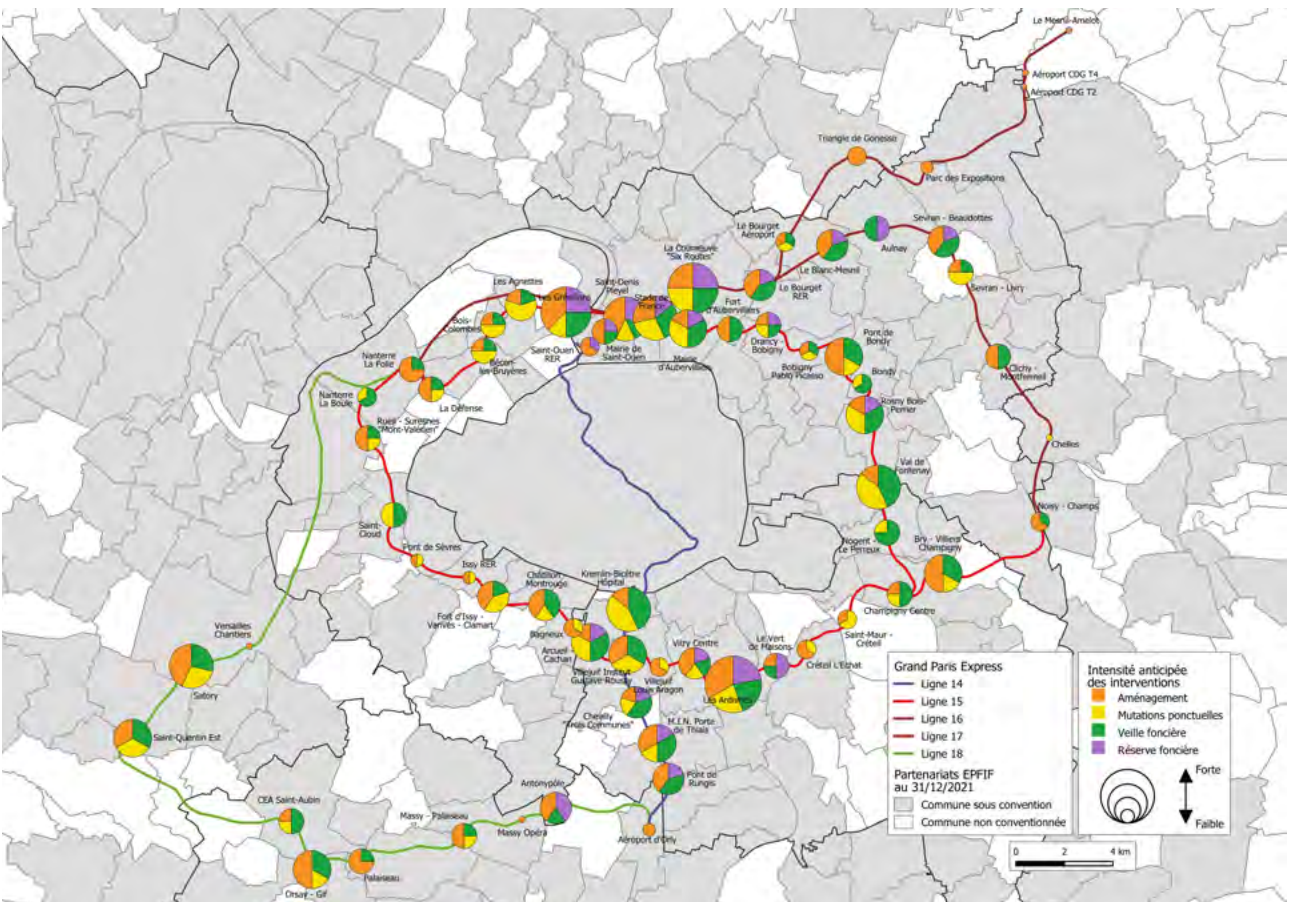 Le Mesnil-Amelot
Aéroport CDG T4
Aéroport CDG T2
Triangle de Gonesse
Parc des Expositions
Sevran - Beaudottes
Le Bourget
Aéroport
Aulnay
La Courneuve
"Six Routes"
Le Blanc-Mesnil
Sevran - Livry
Les Agnettes
Saint-Denis
Pleyel
Le Bourget
RER
Les Grésillons
Stade de
France
Fort
d'Aubervilliers
Bois-
Colombes
Drancy -
Bobigny
Pont de
Bondy
Saint-Ouen
RER
Mairie de
Saint-Ouen
Mairie
d'Aubervilliers
Nanterre
La Folie
Bécon-
les-Bruyères
Bobigny
Pablo Picasso
Bondy
Clichy -
Montfermeil
Nanterre
La Boule
La Défense
Rosny Bois-
Perrier
Rueil - Suresnes
"Mont-Valérien"
Chelles
Val de
Fontenay
Saint-
Cloud
Noisy - Champs
Nogent -
Le Perreux
Bry - Villiers
Champigny
Pont de Sèvres
Issy RER
Châtillon -
Montrouge
Kremlin-Bicêtre
Hôpital
Champigny Centre
Fort d'Issy -
Vanves - Clamart
Bagneux
Saint-Maur -
Créteil
Versailles
Chantiers
Arcueil -
Cachan
Vitry Centre
Le Vert
de Maisons
Créteil L'Echat
Villejuif Institut
Gustave-Roussy
Villejuif
Louis Aragon
Les Ardoines
Satory
Chevilly
"Trois Communes"
M.I.N. Porte
de Thiais
Saint-Quentin Est
Pont de
Rungis
Antonypôle
CEA Saint-Aubin
Massy - Palaiseau
Massy Opéra
Aéroport d'Orly
Palaiseau
Orsay - Gif
Grand Paris Express
Ligne 14
Ligne 15
Ligne 16
Ligne 17
Ligne 18
Partenariats EPFIF
au 31/12/2021
Commune sous convention
Commune non conventionnée
Intensité anticipée
des interventions
Aménagement
Mutations ponctuelles
Veille foncière
Réserve foncière
Forte
Faible
0 2 4 km